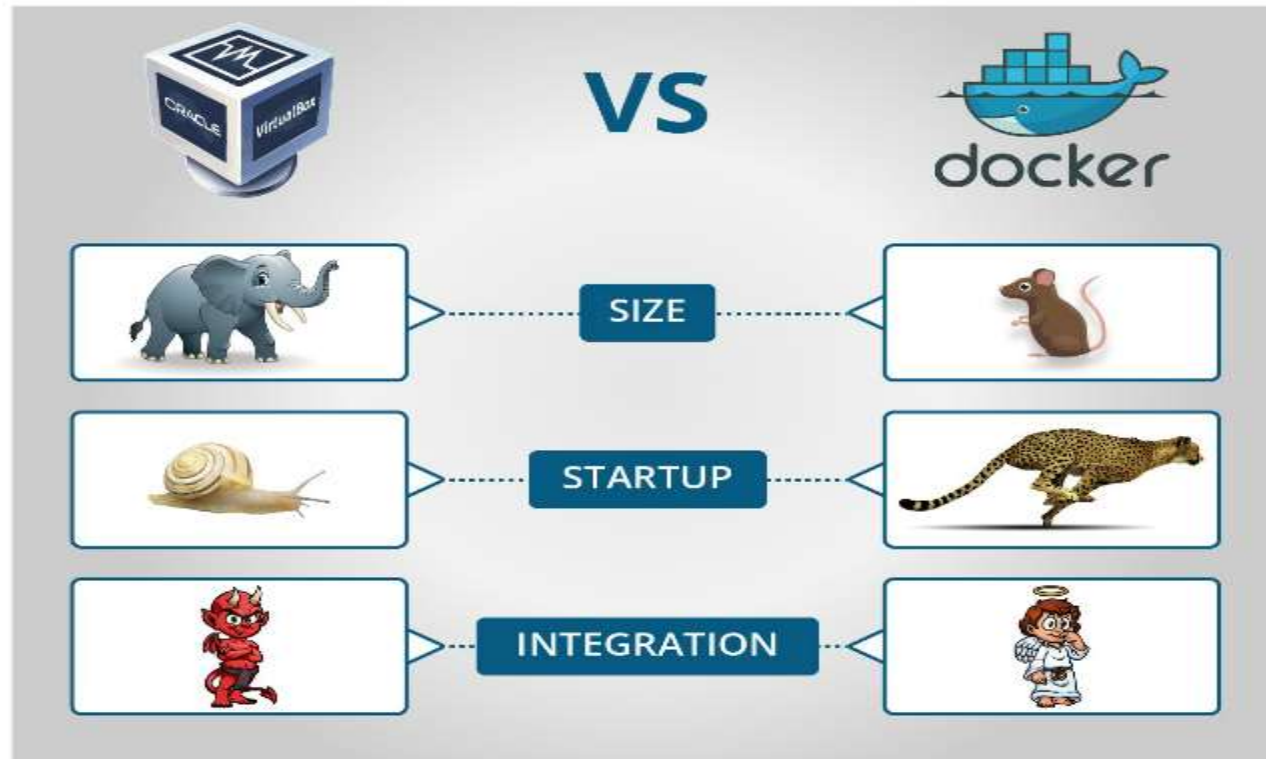 ORACLE
VirtualBox
VS
docker
SIZE
STARTUP
INTEGRATION